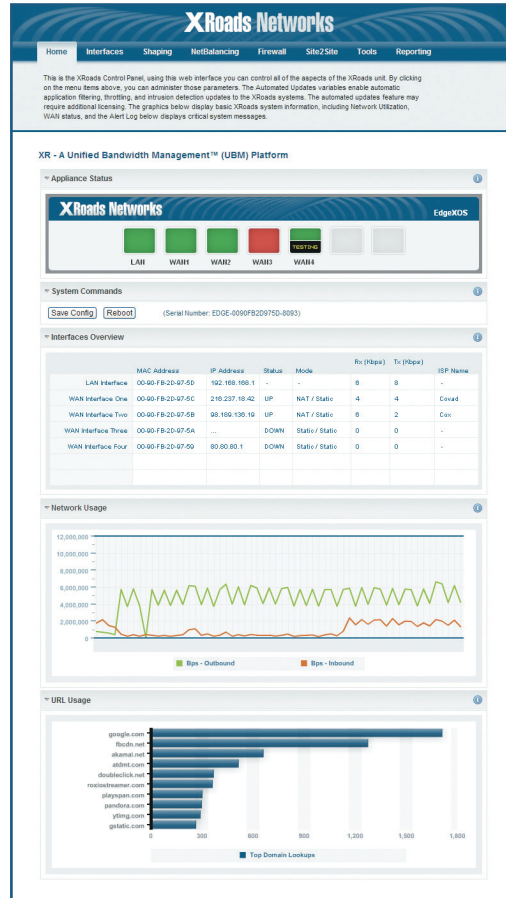 XRoads Networks
Home Interfaces Shaping NetBalancing Firewall Site2Site Tools Reporting
This is the XRoads Control Panel, using this web interface you can control all of the aspects of the XRoads unit. By clicking
on the menu items above, you can administer those parameters. The Automated Updates variables enable automatic
application filtering, throttling, and intrusion detection updates to the XRoads systems. The automated updates feature may
require additional licensing. The graphics below display basic XRoads system information, including Network Utilization,
WAN status, and the Alert Log below displays critical system messages.
XR - A Unified Bandwidth Management™ (UBM) Platform
Appliance Status
XRoads Networks
EdgeXOS
TESTING
LAN WAN1 WAN2 WAN3 WAN4
System Commands
Save Config Reboot (Serial Number: EDGE-0090FB2D975D-8093)
Interfaces Overview
MAC Address IP Address Status Mode Rx (Kbps) Tx (Kbps) ISP Name
LAN Interface 00-90-FB-2D-97-5D 192.168.168.1 - - 6 8 -
WAN Interface One 00-90-FB-2D-97-5C 216.237.18.42 UP NAT / Static 4 4 Covad
WAN Interface Two 00-90-FB-2D-97-5B 98.189.136.19 UP NAT / Static 6 2 Cox
WAN Interface Three 00-90-FB-2D-97-5A ... DOWN Static / Static 0 0 -
WAN Interface Four 00-90-FB-2D-97-59 80.80.80.1 DOWN Static / Static 0 0 -
Network Usage
12,000,000
10,000,000
8,000,000
6,000,000
4,000,000
2,000,000
0
Bps - Outbound Bps - Inbound
URL Usage
google.com
fbcdn.net
akamai.net
atdmt.com
doubleclick.net
roxiostreamer.com
playspan.com
pandora.com
ytimg.com
gstatic.com
0 300 600 900 1,200 1,500 1,800
Top Domain Lookups